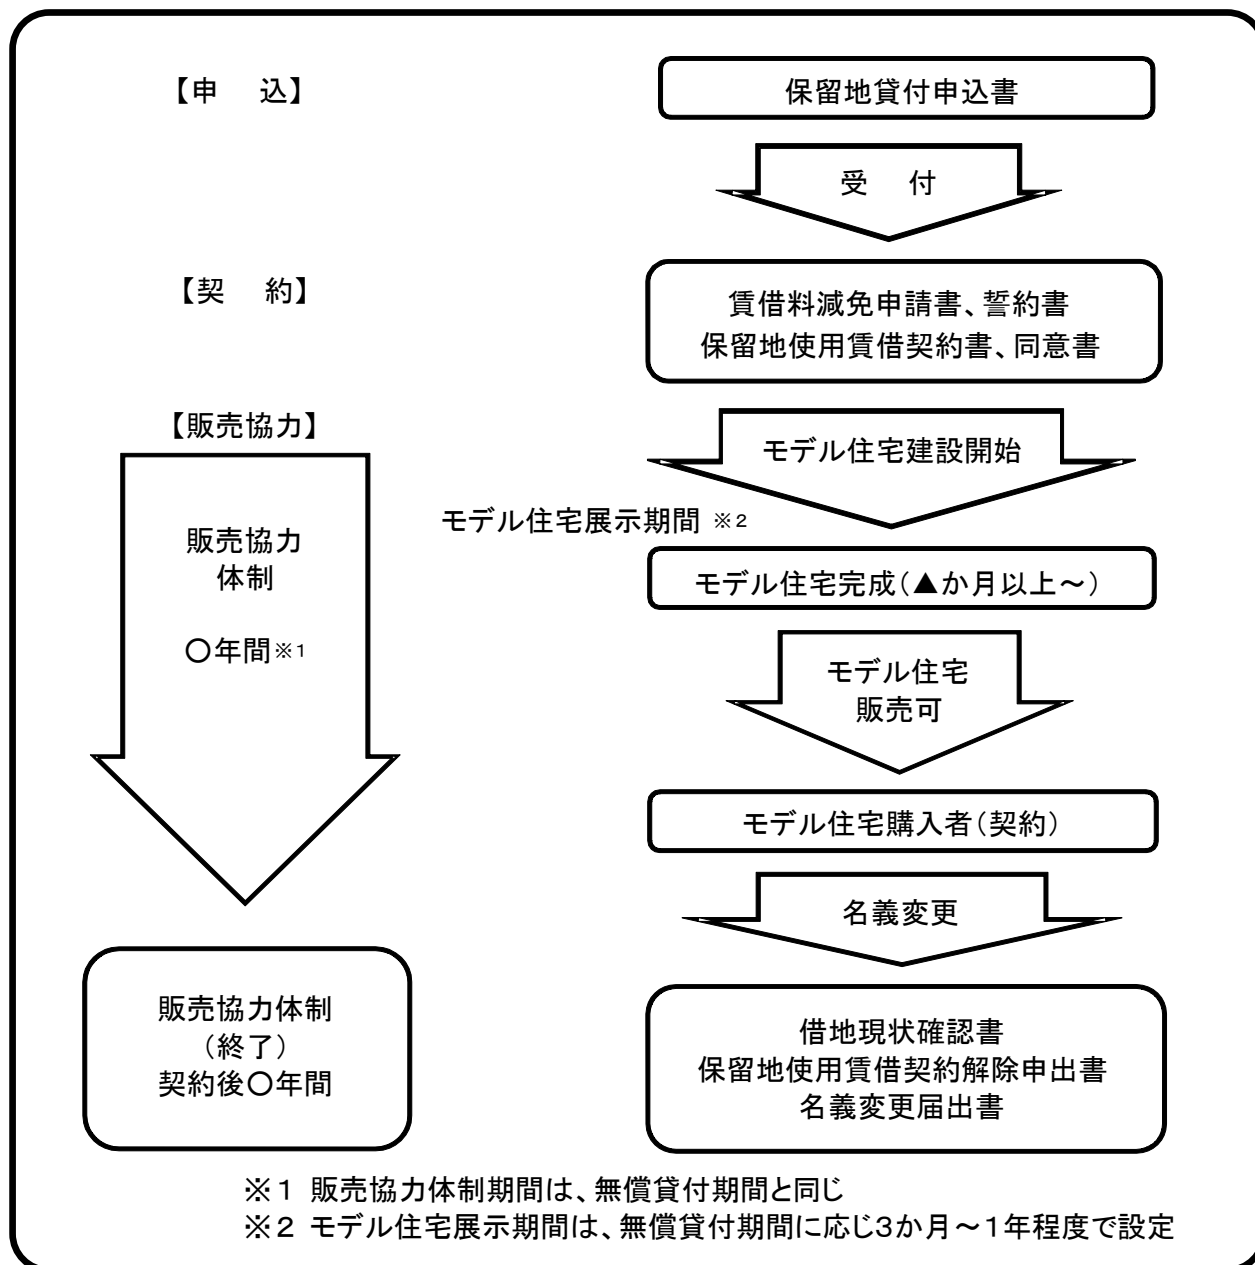 【申　込】
保留地貸付申込書
受　付
【契　約】
賃借料減免申請書、誓約書
保留地使用賃借契約書、同意書
【販売協力】
モデル住宅建設開始
モデル住宅展示期間 ※2
販売協力
体制
〇年間※1
モデル住宅完成（▲か月以上～）
モデル住宅
販売可
モデル住宅購入者（契約）
名義変更
販売協力体制
（終了）
契約後〇年間
借地現状確認書
保留地使用賃借契約解除申出書
名義変更届出書
※1 販売協力体制期間は、無償貸付期間と同じ
※2 モデル住宅展示期間は、無償貸付期間に応じ3か月～1年程度で設定